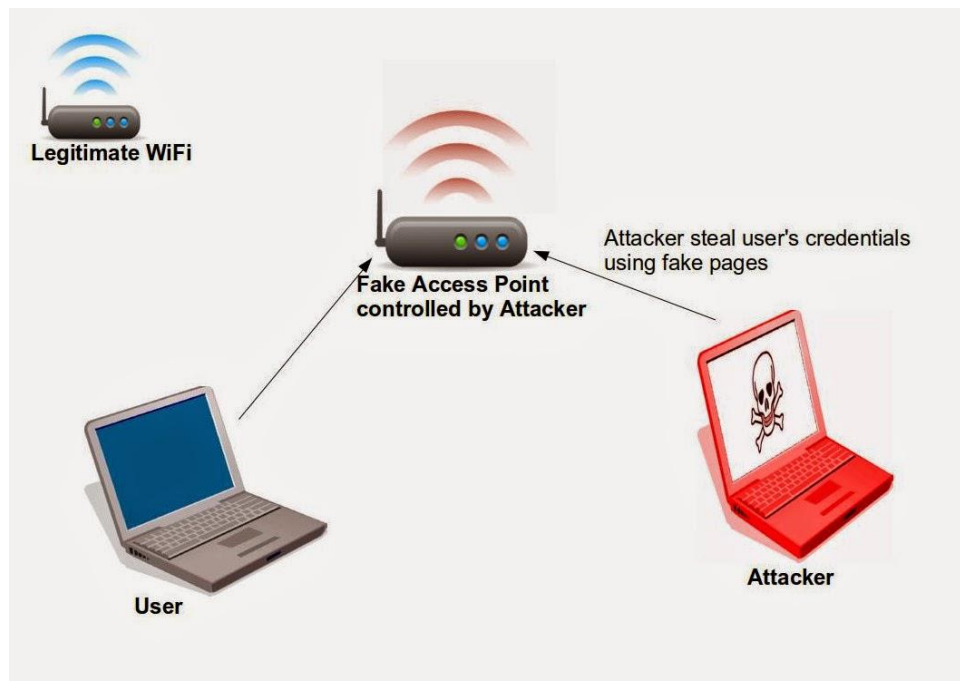 Legitimate WiFi
Attacker steal user's credentials
using fake pages
Fake Access Point
controlled by Attacker
Attacker
User